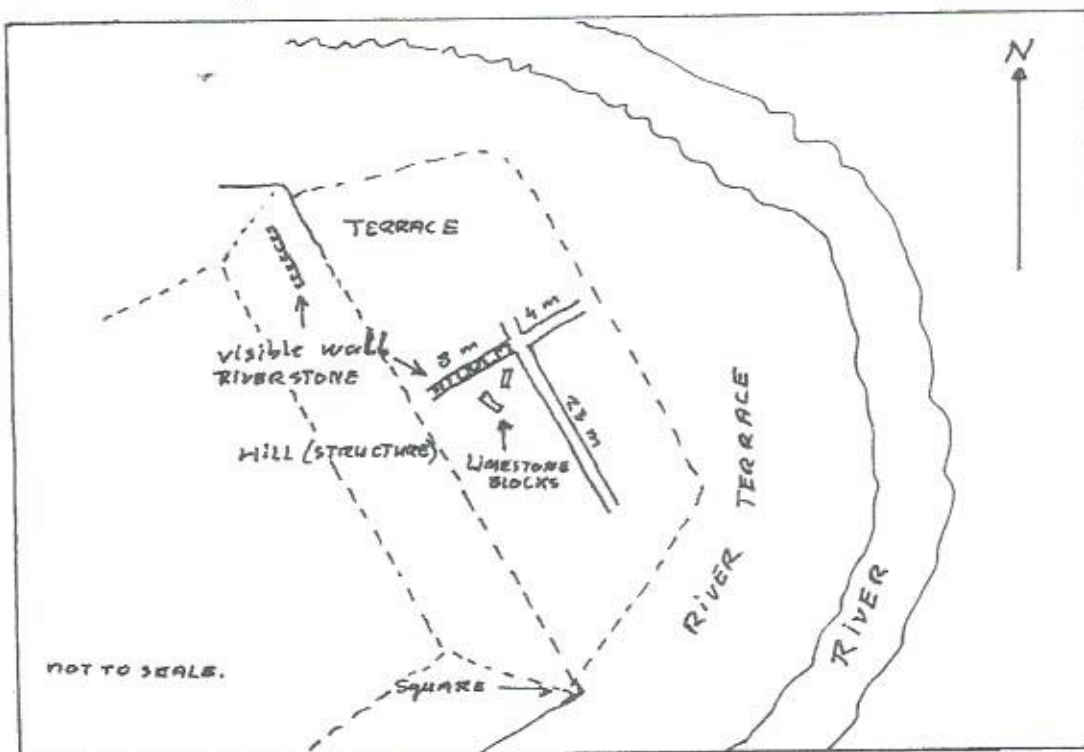 N
TERRACE
4 m
8 m
visible wall
RIVERSTONE
23 m
HILL (STRUCTURE)
LIMESTONE
BLOCKS
RIVER TERRACE
RIVER
NOT TO SCALE.
SQUARE